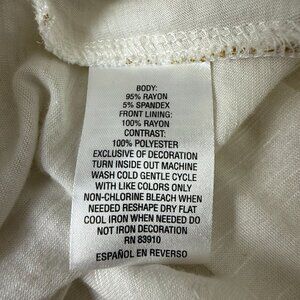 BODY:
95% RAYON
5% SPANDEX
FRONT LINING:
100% RAYON
CONTRAST:
100% POLYESTER
EXCLUSIVE OF DECORATION
TURN INSIDE OUT MACHINE
WASH COLD GENTLE CYCLE
WITH LIKE COLORS ONLY
NON-CHLORINE BLEACH WHEN
NEEDED RESHAPE DRY FLAT
COOL IRON WHEN NEEDED DO
NOT IRON DECORATION
RN 83910
ESPAÑOL EN REVERSO